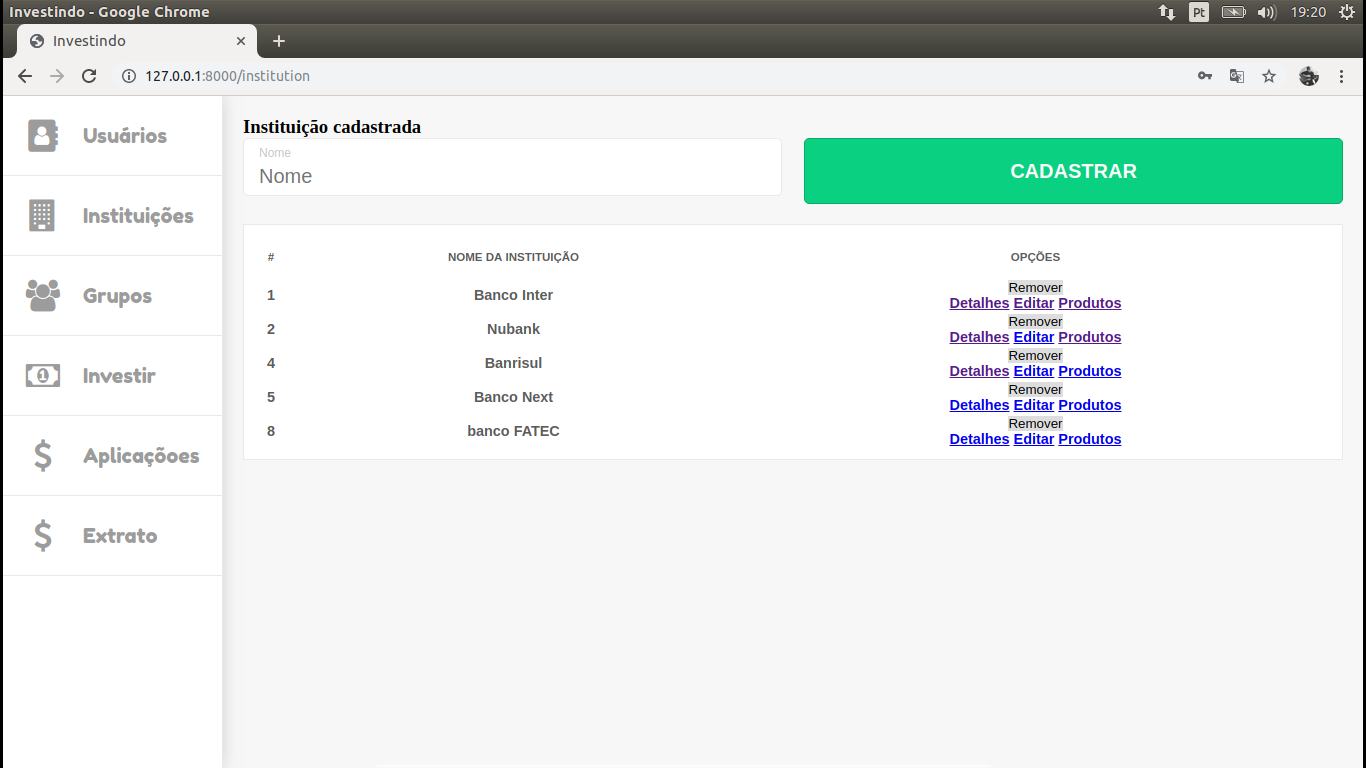 Investindo - Google Chrome
Pt
19:20
Investindo
127.0.0.1:8000/institution
Usuários
Instituições
Grupos
1
Investir
$ Aplicaçãoes
$ Extrato
Instituição cadastrada
Nome
Nome
CADASTRAR
# NOME DA INSTITUIÇÃO OPÇÕES
1 Banco Inter Remover
Detalhes Editar Produtos
2 Nubank Remover
Detalhes Editar Produtos
4 Banrisul Remover
Detalhes Editar Produtos
5 Banco Next Remover
Detalhes Editar Produtos
8 banco FATEC Remover
Detalhes Editar Produtos